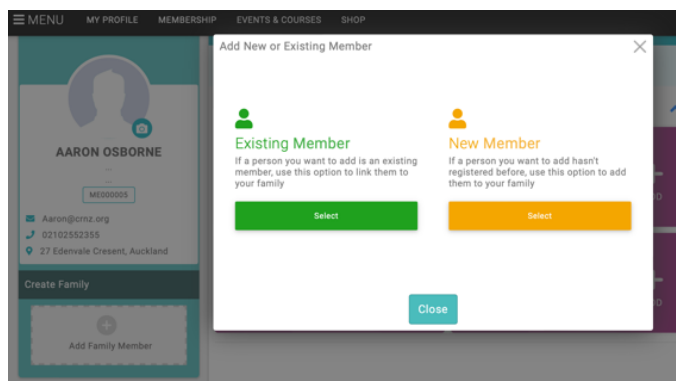 MENU MY PROFILE MEMBERSHIP EVENTS & COURSES SHOP
Add New or Existing Member
AARON OSBORNE
ME000005
Aaron@crnz.org
02102552355
27 Edenvale Cresent, Auckland
Create Family
Add Family Member
Existing Member
If a person you want to add is an existing
member, use this option to link them to
your family
Select
New Member
If a person you want to add hasn't
registered before, use this option to add
them to your family
Select
Close